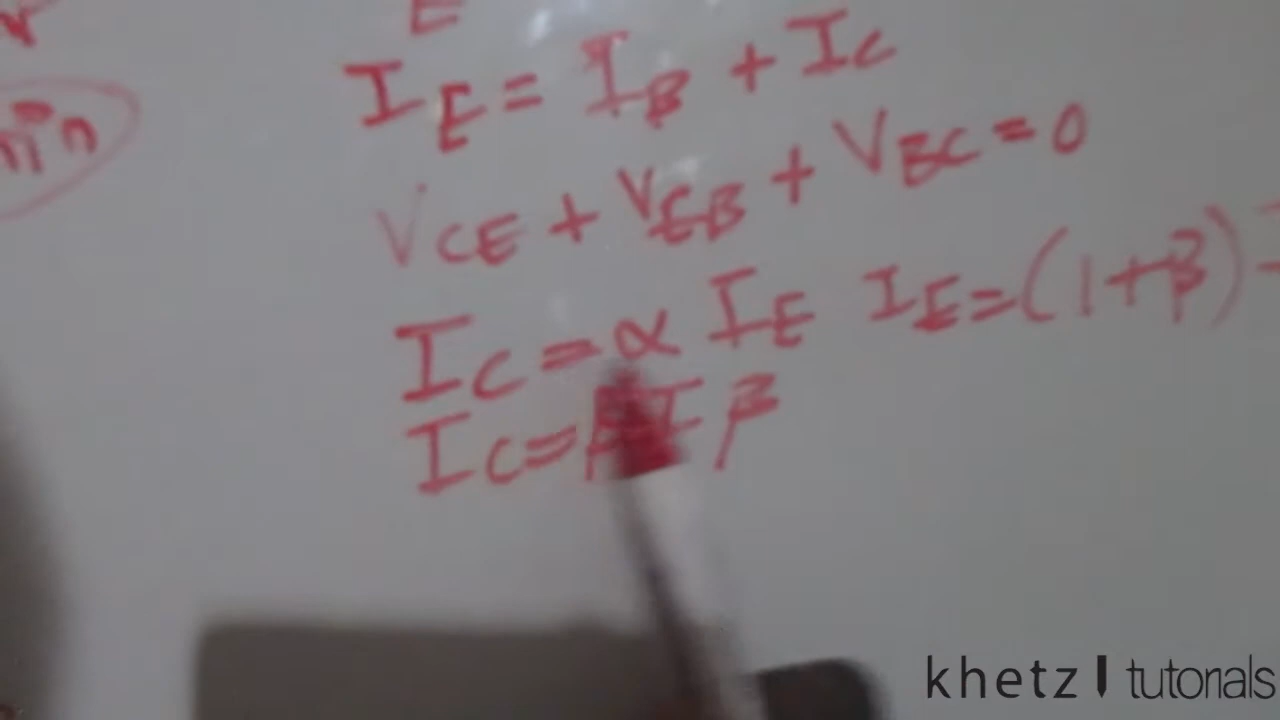 E
I_E = I_B + I_C
V_CE + V_EB + V_BC = 0
I_C = α I_E I_E = (1+β)
I_C = β I β
khetz tutorials